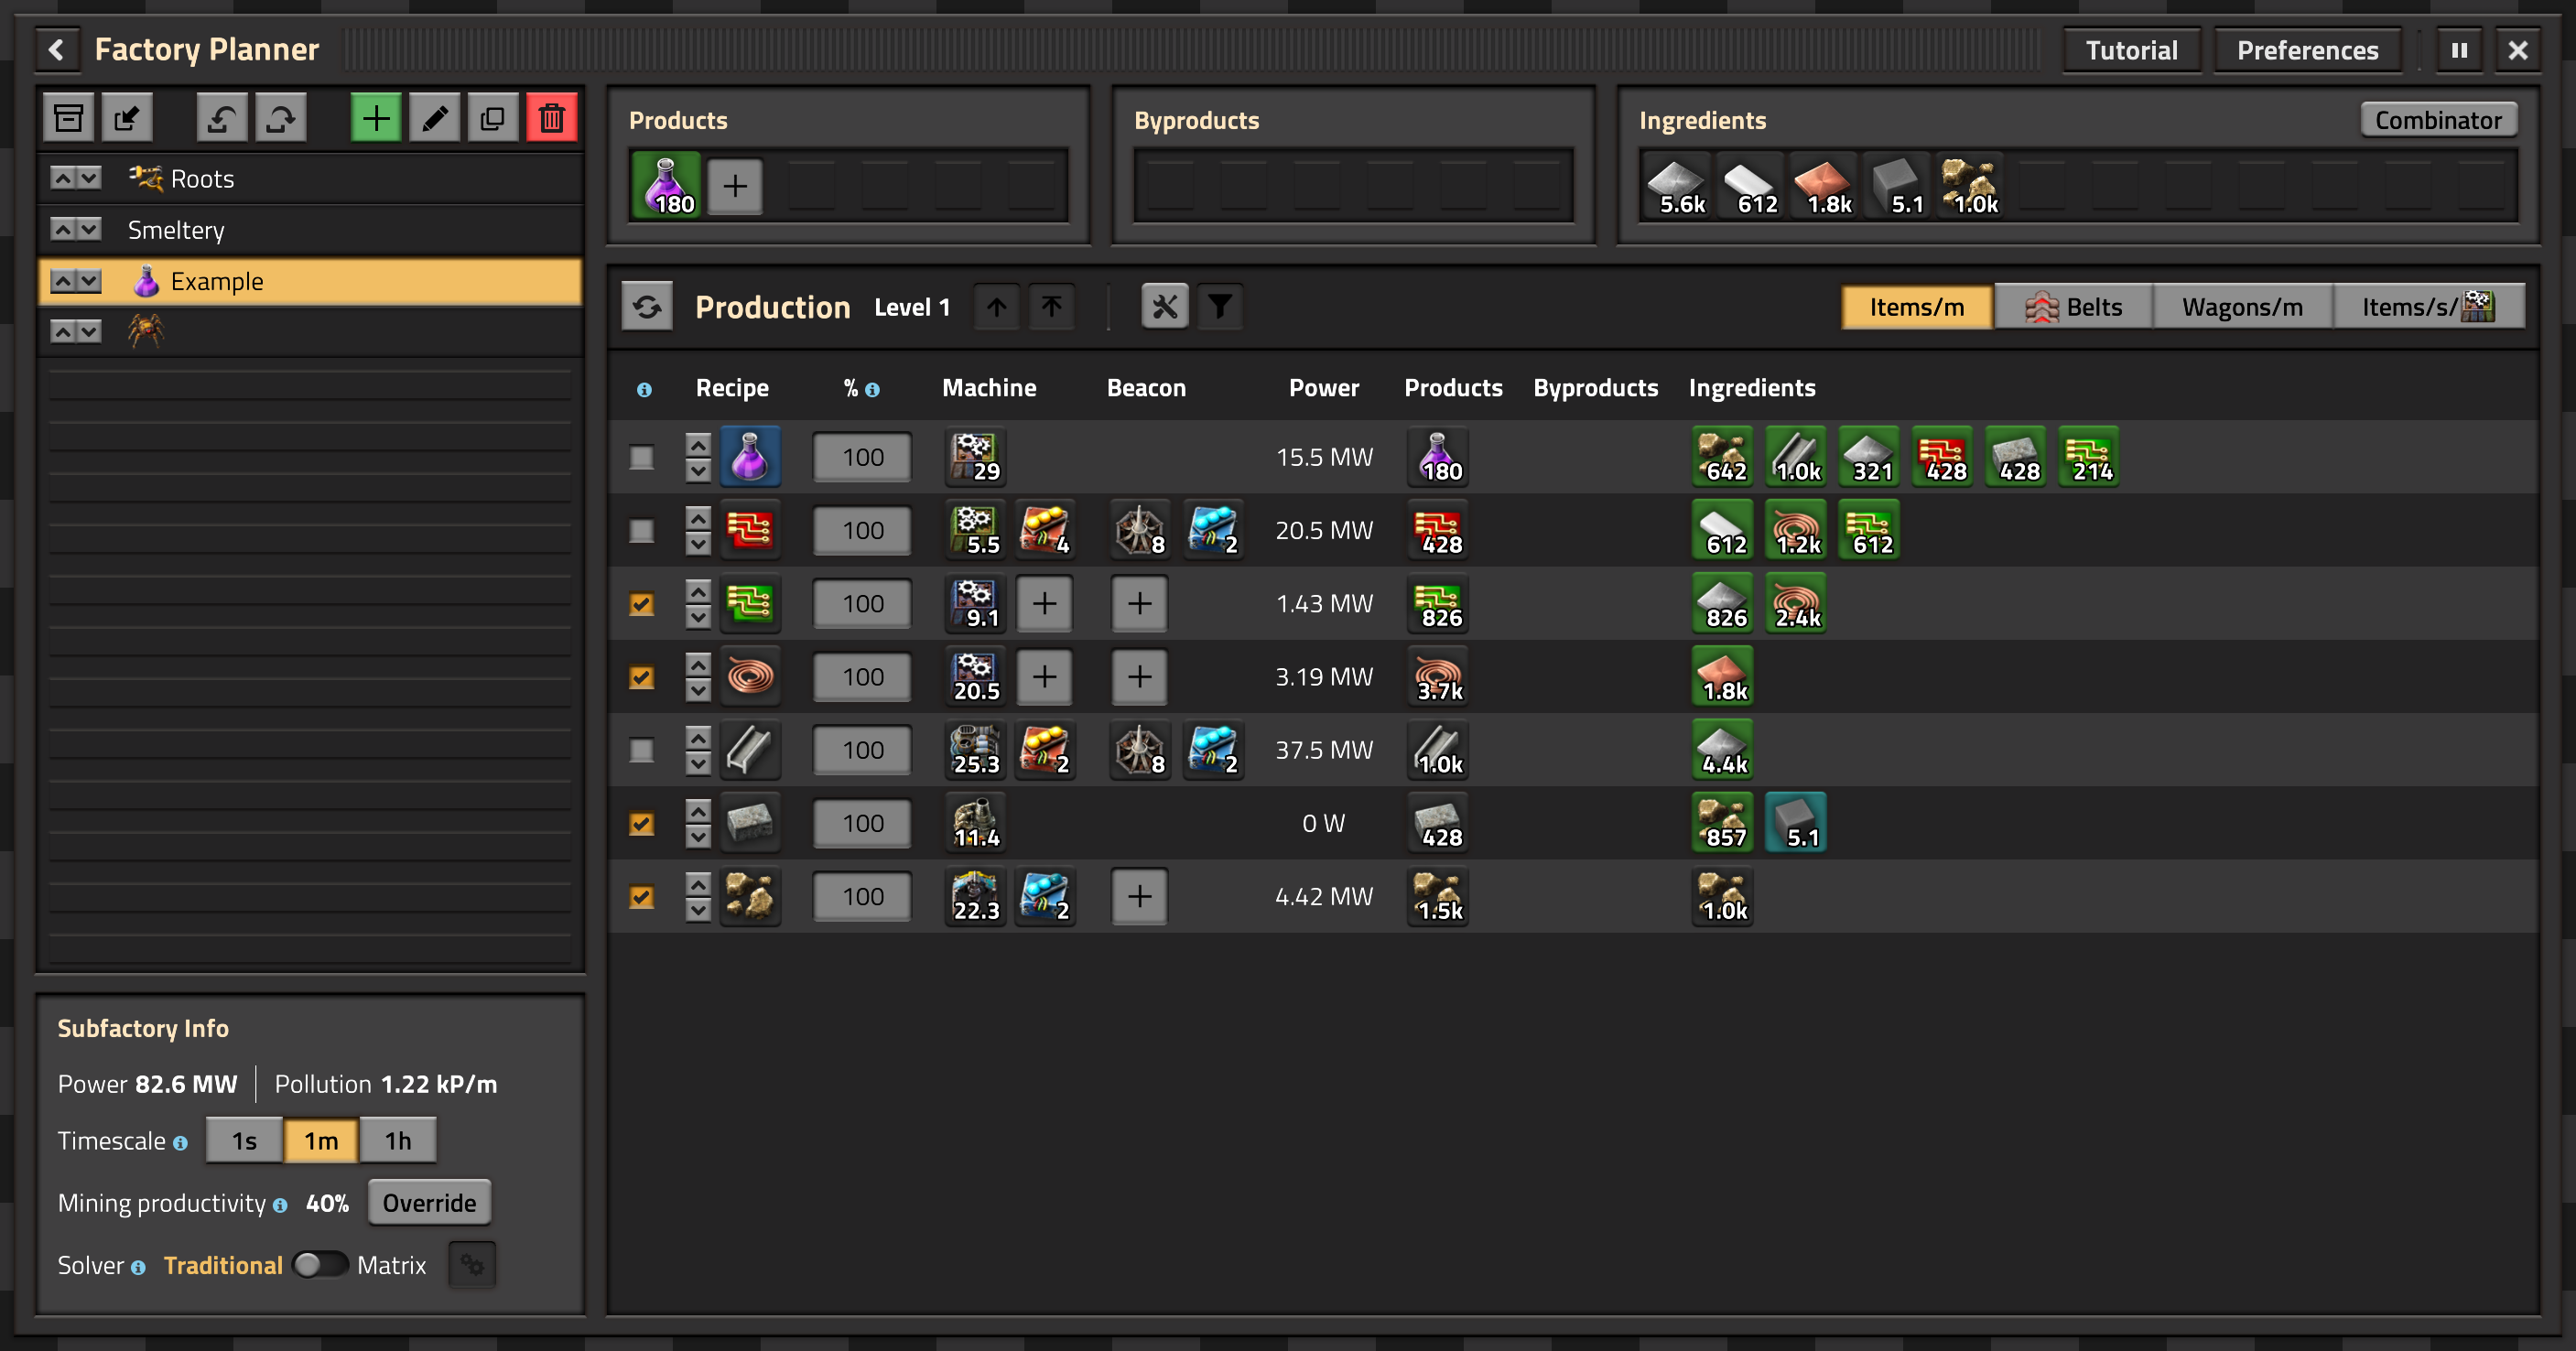 Factory Planner
Tutorial
Preferences
Roots
Smeltery
Example
Products
180
Byproducts
Ingredients
Combinator
5.6k 612 1.8k 5.1 1.0k
Production Level 1
Items/m Belts Wagons/m Items/s/
Recipe % Machine Beacon Power Products Byproducts Ingredients
100 29 15.5 MW 180 642 1.0k 321 428 428 214
100 5.5 4 8 2 20.5 MW 428 612 1.2k 612
100 9.1 1.43 MW 826 826 2.4k
100 20.5 3.19 MW 3.7k 1.8k
100 25.3 2 8 2 37.5 MW 1.0k 4.4k
100 11.4 0 W 428 857 5.1
100 22.3 2 4.42 MW 1.5k 1.0k
Subfactory Info
Power 82.6 MW Pollution 1.22 kP/m
Timescale 1s 1m 1h
Mining productivity 40% Override
Solver Traditional Matrix